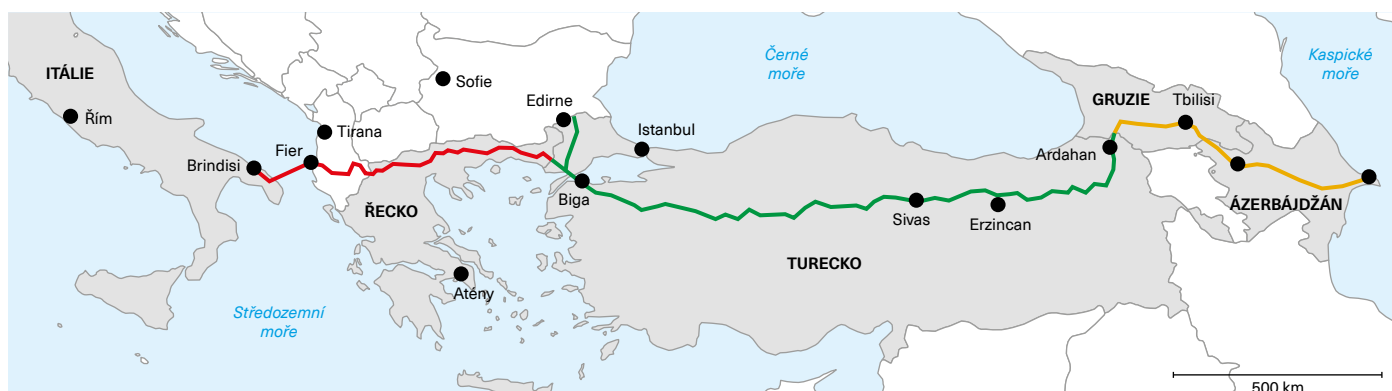 ITÁLIE
Řím
Brindisi
Fier
Tirana
Sofie
Edirne
Istanbul
Biga
ŘECKO
Atény
Středozemní
moře
Černé
moře
TURECKO
Sivas
Erzincan
Ardahan
GRUZIE
Tbilisi
ÁZERBÁJDŽÁN
Kaspické
moře
500 km